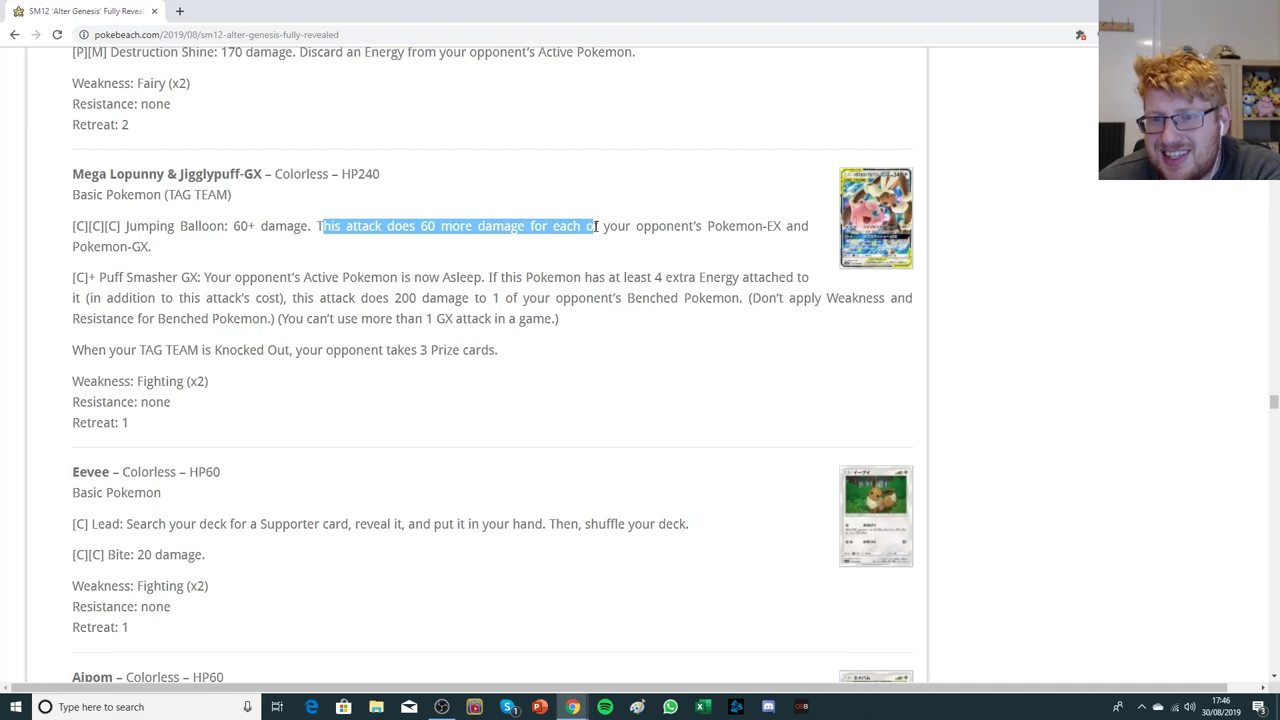 SM12 'Alter Genesis' Fully Reveal
pokebeach.com/2019/08/sm12-alter-genesis-fully-revealed
[P][M] Destruction Shine: 170 damage. Discard an Energy from your opponent's Active Pokemon.
Weakness: Fairy (x2)
Resistance: none
Retreat: 2
Mega Lopunny & Jigglypuff-GX – Colorless – HP240
Basic Pokemon (TAG TEAM)
[C][C][C] Jumping Balloon: 60+ damage. This attack does 60 more damage for each of your opponent's Pokemon-EX and
Pokemon-GX.
[C]+ Puff Smasher GX: Your opponent's Active Pokemon is now Asleep. If this Pokemon has at least 4 extra Energy attached to
it (in addition to this attack's cost), this attack does 200 damage to 1 of your opponent's Benched Pokemon. (Don't apply Weakness and
Resistance for Benched Pokemon.) (You can't use more than 1 GX attack in a game.)
When your TAG TEAM is Knocked Out, your opponent takes 3 Prize cards.
Weakness: Fighting (x2)
Resistance: none
Retreat: 1
Eevee – Colorless – HP60
Basic Pokemon
[C] Lead: Search your deck for a Supporter card, reveal it, and put it in your hand. Then, shuffle your deck.
[C][C] Bite: 20 damage.
Weakness: Fighting (x2)
Resistance: none
Retreat: 1
Aipom – Colorless – HP60
Type here to search
17:46
30/08/2019